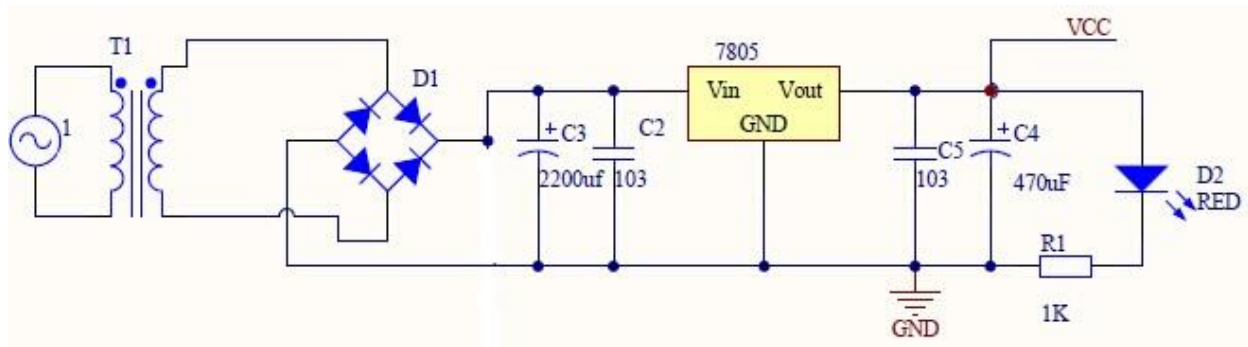 T1
1
D1
C3
2200uf
C2
103
7805
Vin Vout
GND
C5
103
VCC
C4
470uF
D2
RED
R1
1K
GND